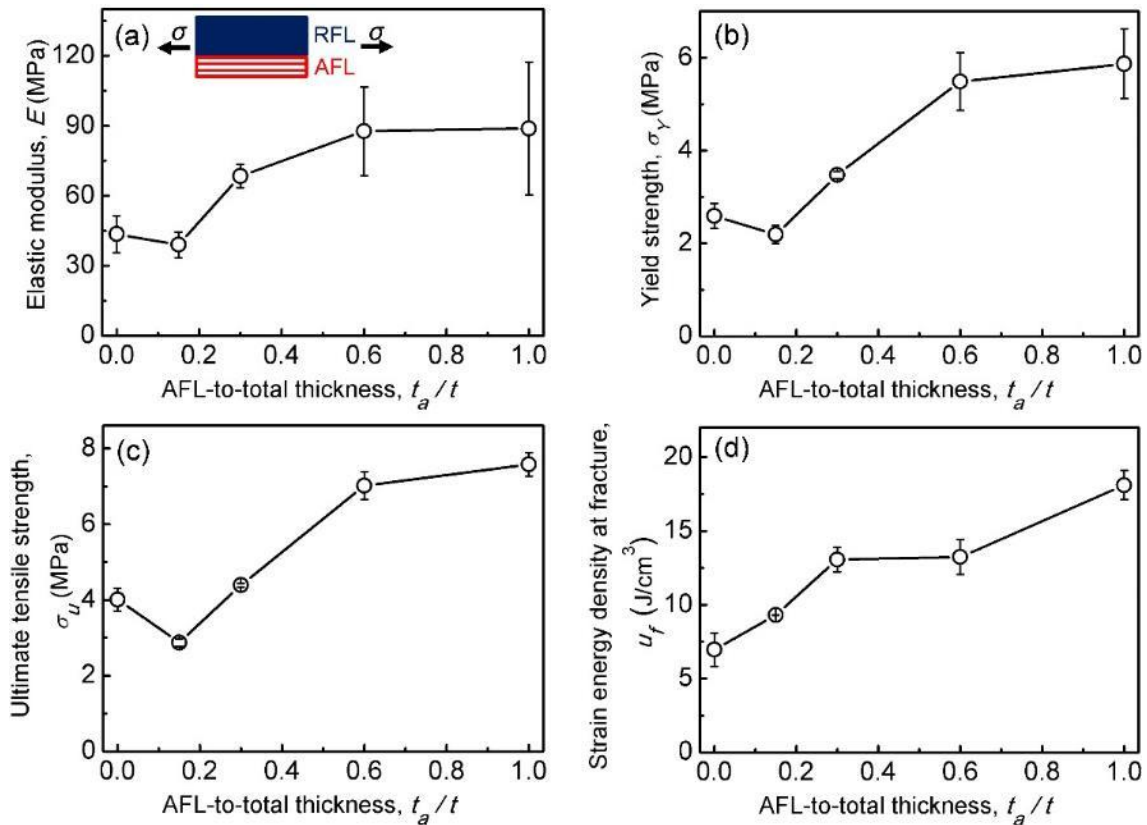 (a)
σ
RFL
σ
AFL
Elastic modulus, E (MPa)
120
90
60
30
0
0.0 0.2 0.4 0.6 0.8 1.0
AFL-to-total thickness, t_a / t
(b)
Yield strength, σ_Y (MPa)
6
4
2
0
0.0 0.2 0.4 0.6 0.8 1.0
AFL-to-total thickness, t_a / t
(c)
Ultimate tensile strength,
σ_u (MPa)
8
6
4
2
0
0.0 0.2 0.4 0.6 0.8 1.0
AFL-to-total thickness, t_a / t
(d)
Strain energy density at fracture,
u_f (J/cm³)
20
15
10
5
0
0.0 0.2 0.4 0.6 0.8 1.0
AFL-to-total thickness, t_a / t